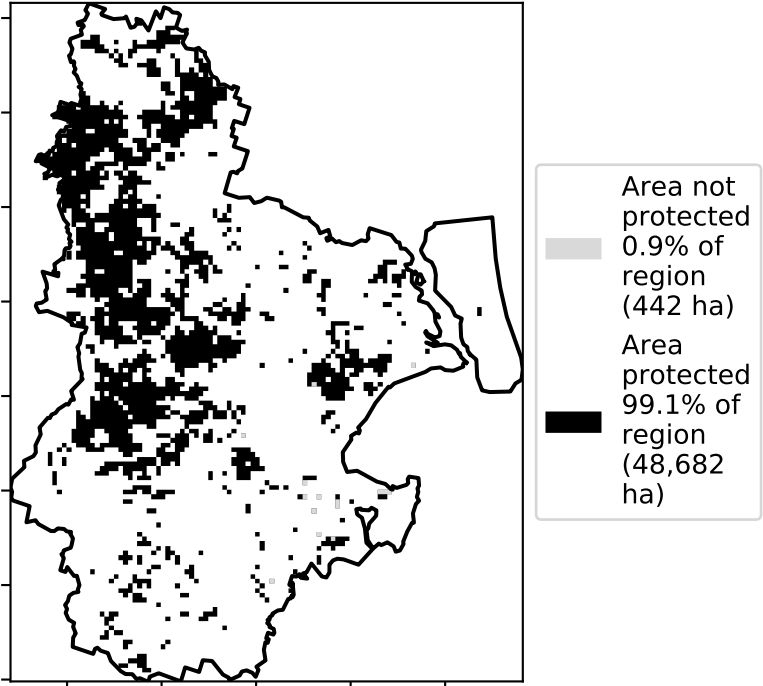 Area not
protected
0.9% of
region
(442 ha)
Area
protected
99.1% of
region
(48,682
ha)